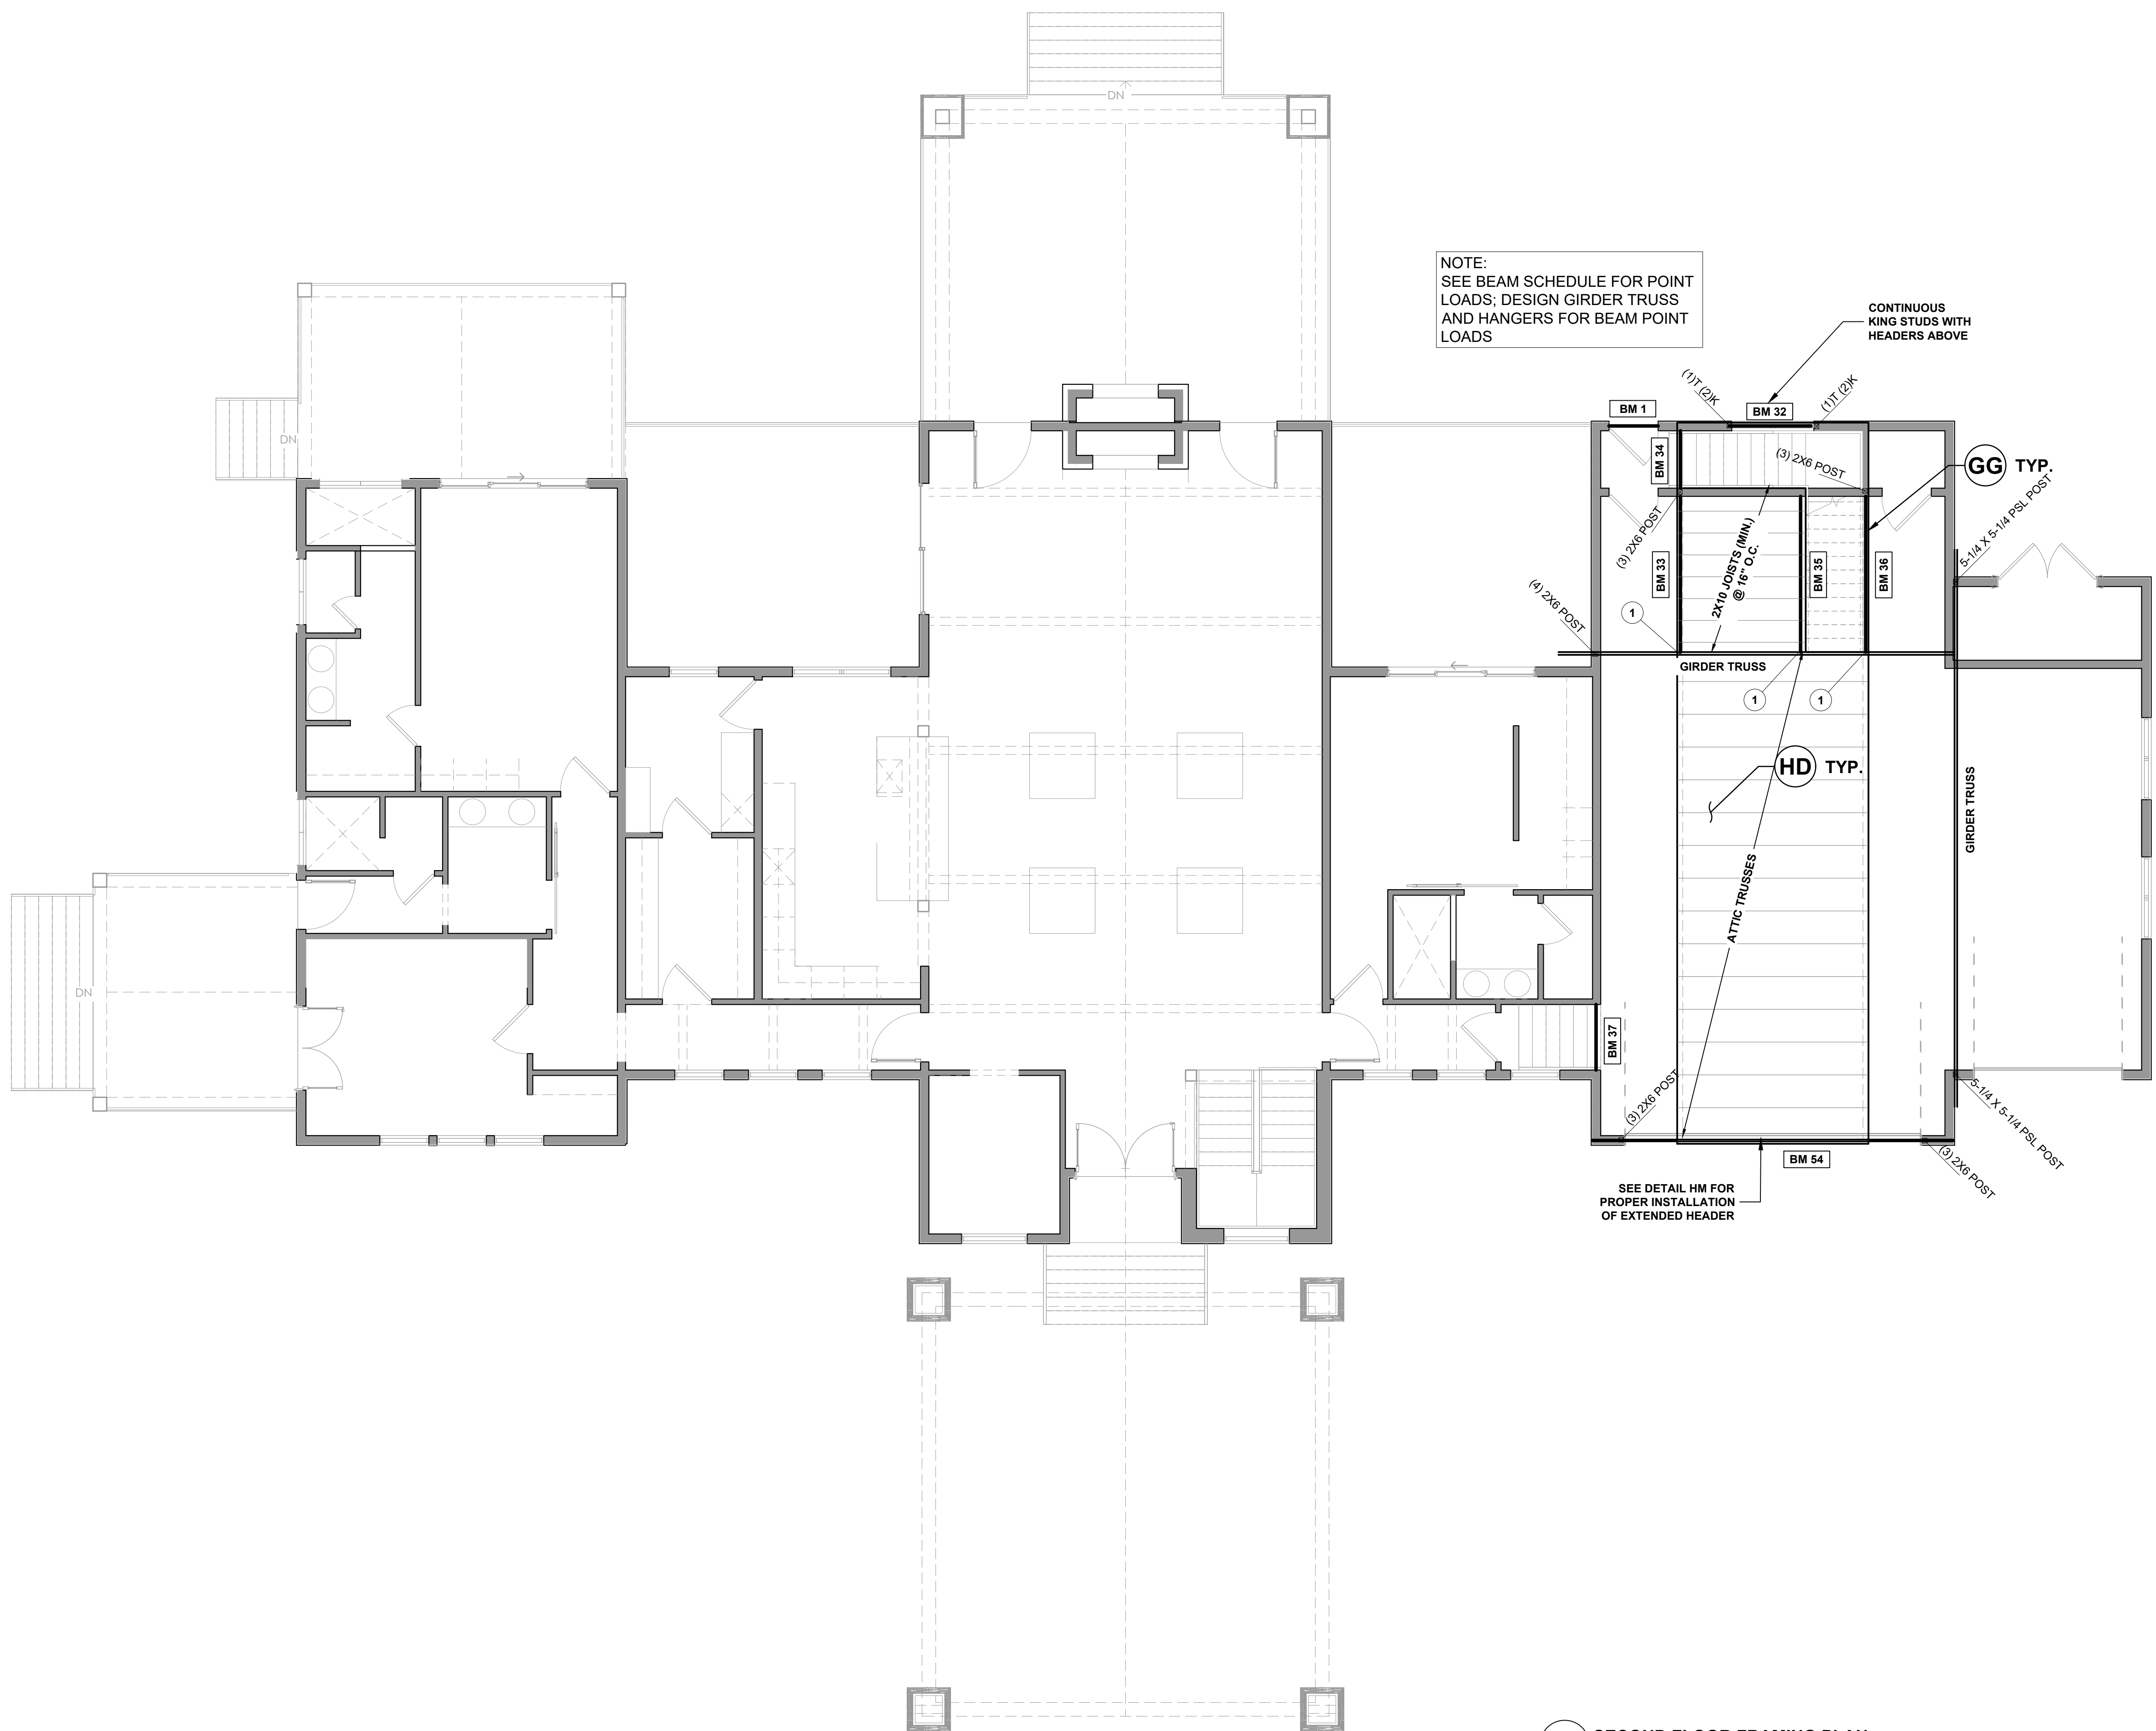 DN
NOTE:
SEE BEAM SCHEDULE FOR POINT
LOADS; DESIGN GIRDER TRUSS
AND HANGERS FOR BEAM POINT
LOADS
CONTINUOUS
KING STUDS WITH
HEADERS ABOVE
(1)T (2)K
(1)T (2)K
BM 1
BM 32
DN
BM 34
(3) 2X6 POST
GG TYP.
5-1/4 X 5-1/4 PSL POST
(3) 2X6 POST
2X10 JOISTS (MIN.)
@ 16" O.C.
BM 33
BM 35
BM 36
(4) 2X6 POST
1
GIRDER TRUSS
1
1
HD TYP.
GIRDER TRUSS
ATTIC TRUSSES
DN
BM 37
(3) 2X6 POST
5-1/4 X 5-1/4 PSL POST
BM 54
(3) 2X6 POST
SEE DETAIL HM FOR
PROPER INSTALLATION
OF EXTENDED HEADER